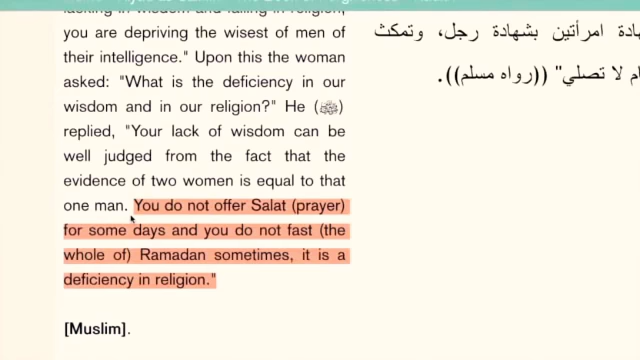 lacking in wisdom and failing in religion,
you are depriving the wisest of men of
their intelligence." Upon this the woman
asked: "What is the deficiency in our
wisdom and in our religion?" He (ﷺ)
replied, "Your lack of wisdom can be
well judged from the fact that the
evidence of two women is equal to that
one man. You do not offer Salat (prayer)
for some days and you do not fast (the
whole of) Ramadan sometimes, it is a
deficiency in religion."
[Muslim].
امرأتين بشهادة رجل، وتمكث
لا تصلي" ((رواه مسلم)).